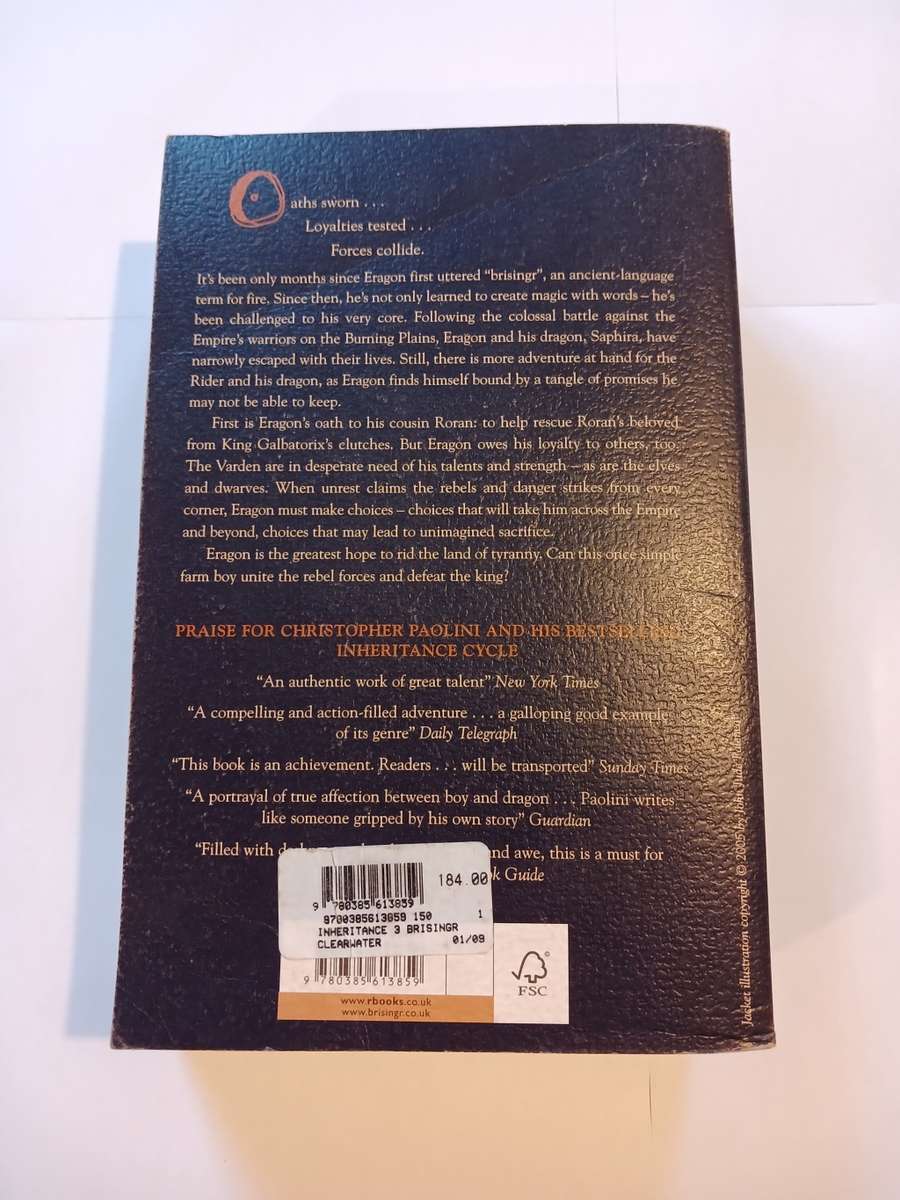 Oaths sworn . . .
Loyalties tested . . .
Forces collide.
It's been only months since Eragon first uttered "brisingr", an ancient-language
term for fire. Since then, he's not only learned to create magic with words – he's
been challenged to his very core. Following the colossal battle against the
Empire's warriors on the Burning Plains, Eragon and his dragon, Saphira, have
narrowly escaped with their lives. Still, there is more adventure at hand for the
Rider and his dragon, as Eragon finds himself bound by a tangle of promises he
may not be able to keep.
First is Eragon's oath to his cousin Roran: to help rescue Roran's beloved
from King Galbatorix's clutches. But Eragon owes his loyalty to others, too.
The Varden are in desperate need of his talents and strength – as are the elves
and dwarves. When unrest claims the rebels and danger strikes from every
corner, Eragon must make choices – choices that will take him across the Empire
and beyond, choices that may lead to unimagined sacrifice.
Eragon is the greatest hope to rid the land of tyranny. Can this once simple
farm boy unite the rebel forces and defeat the king?
PRAISE FOR CHRISTOPHER PAOLINI AND HIS BESTSELLING
INHERITANCE CYCLE
"An authentic work of great talent" New York Times
"A compelling and action-filled adventure . . . a galloping good example
of its genre" Daily Telegraph
"This book is an achievement. Readers . . . will be transported" Sunday Times
"A portrayal of true affection between boy and dragon . . . Paolini writes
like someone gripped by his own story" Guardian
"Filled with and awe, this is a must for
Guide
184.00
9 780385 613859
9780385613859 150 1
INHERITANCE 3 BRISINGR
CLEARWATER 01/09
9 780385 613859
FSC
www.rbooks.co.uk
www.brisingr.co.uk
Jacket illustration copyright © by John Jude